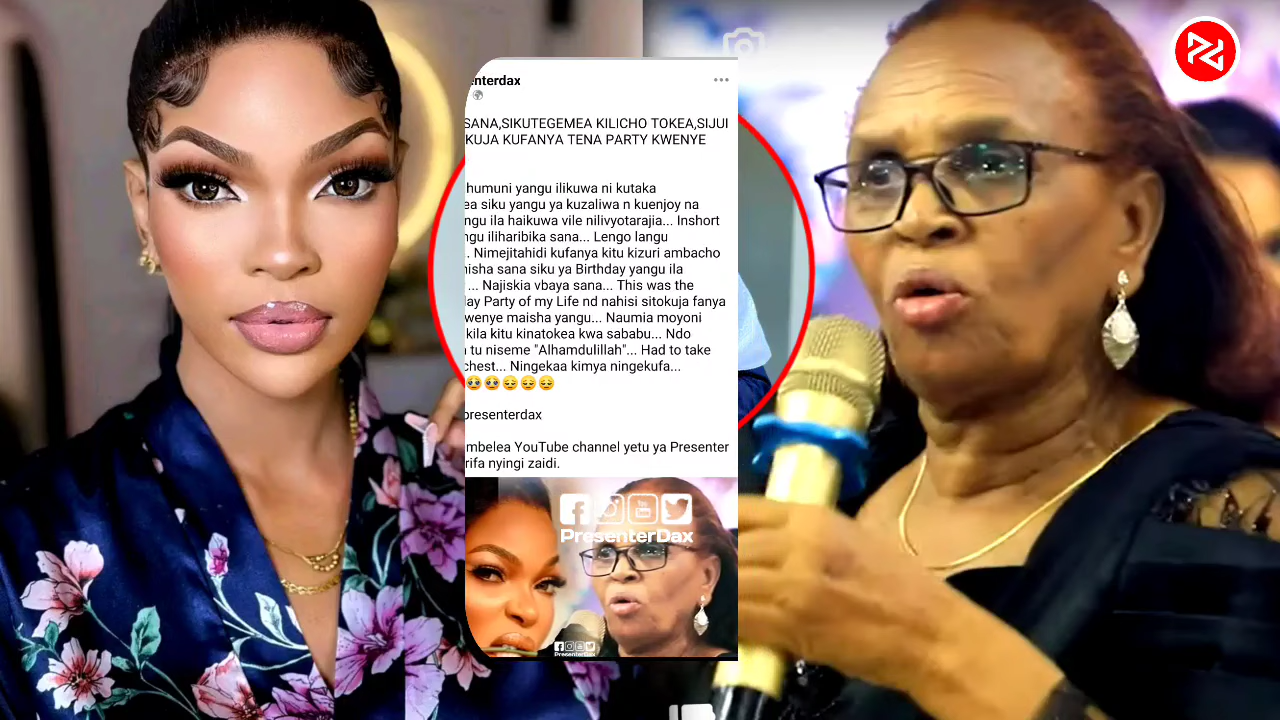 enterdax
SANA,SIKUTEGEMEA KILICHO TOKEA,SIJUI
KUJA KUFANYA TENA PARTY KWENYE
humuni yangu ilikuwa ni kutaka
ea siku yangu ya kuzaliwa n kuenjoy na
ngu ila haikuwa vile nilivyotarajia... Inshort
ngu iliharibika sana... Lengo langu
. Nimejitahidi kufanya kitu kizuri ambacho
nisha sana siku ya Birthday yangu ila
... Najiskia vbaya sana... This was the
lay Party of my Life nd nahisi sitokuja fanya
wenye maisha yangu... Naumia moyoni
kila kitu kinatokea kwa sababu... Ndo
tu niseme "Alhamdulillah"... Had to take
chest... Ningekaa kimya ningekufa...
🥺🥺😔😔😔
presenterdax
mbelea YouTube channel yetu ya Presenter
rifa nyingi zaidi.
PresenterDax
PresenterDax